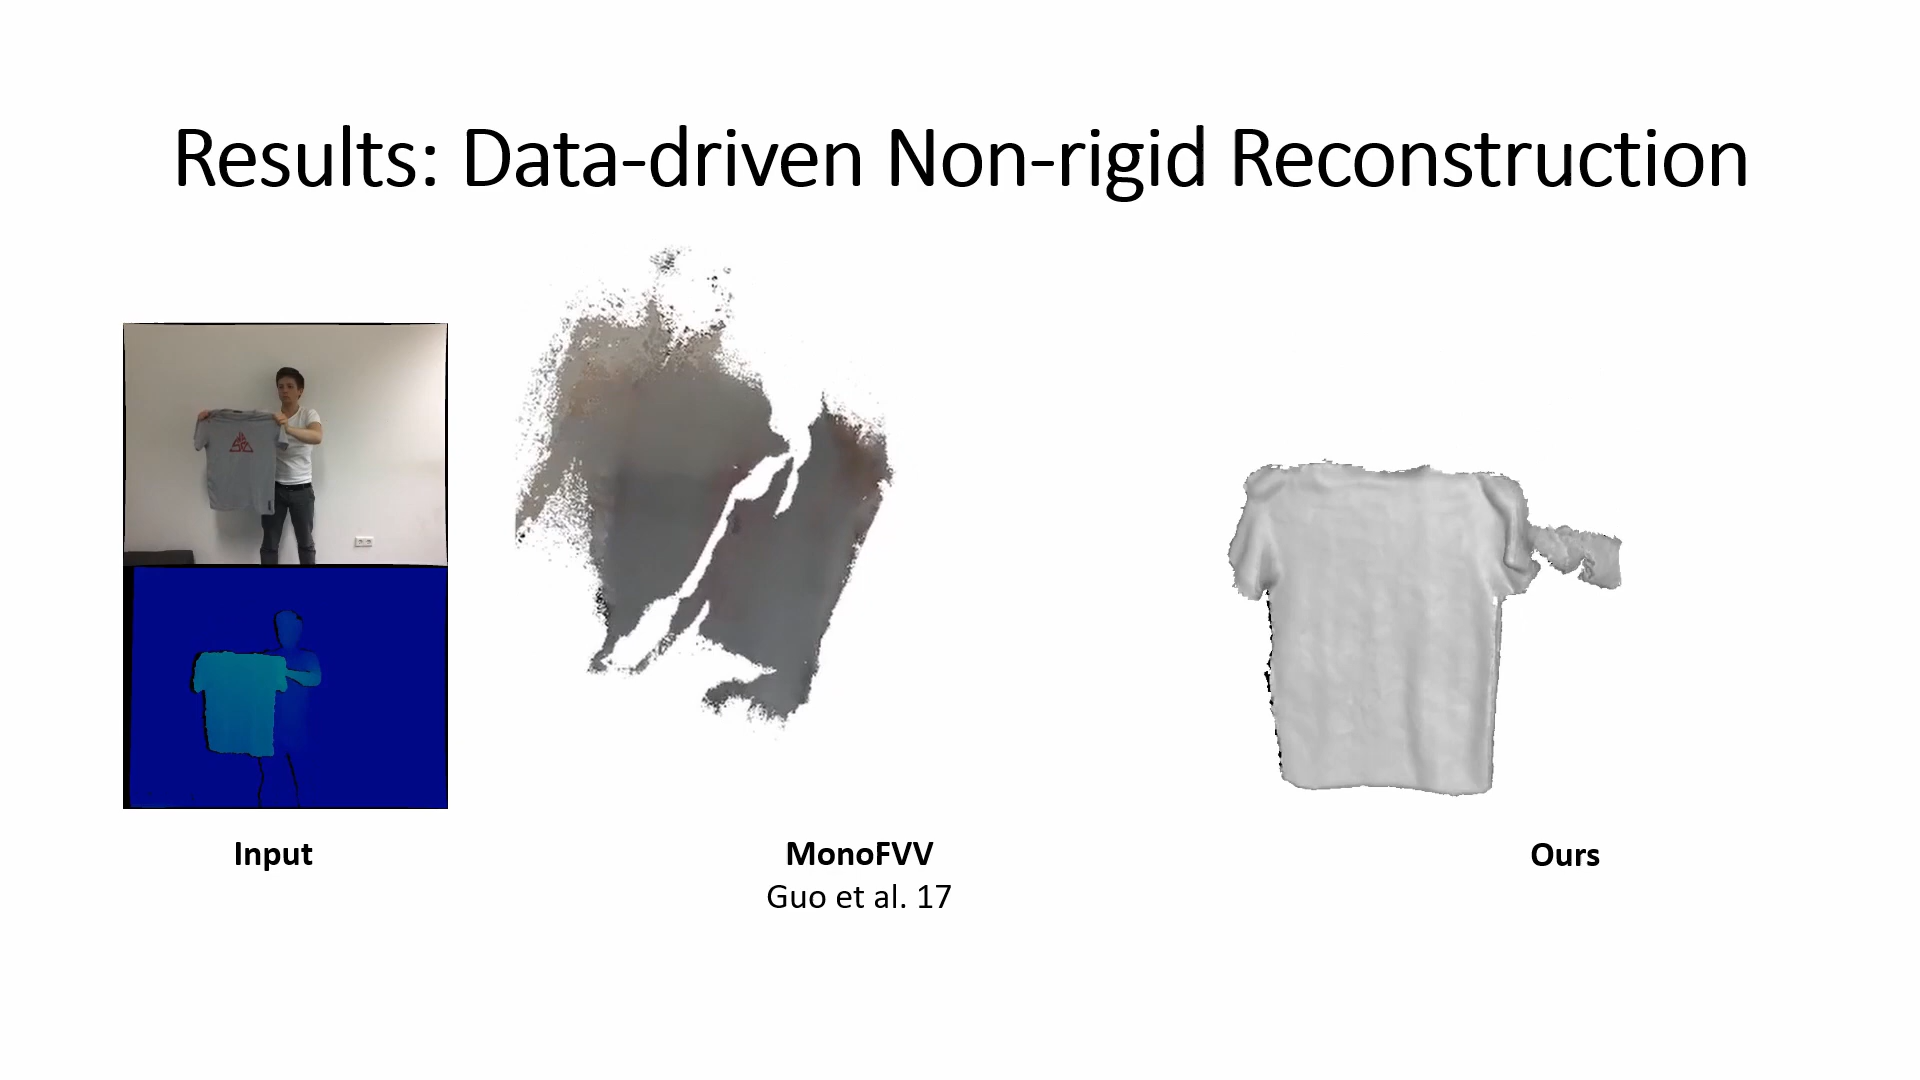 Results: Data-driven Non-rigid Reconstruction
Input
MonoFVV
Guo et al. 17
Ours